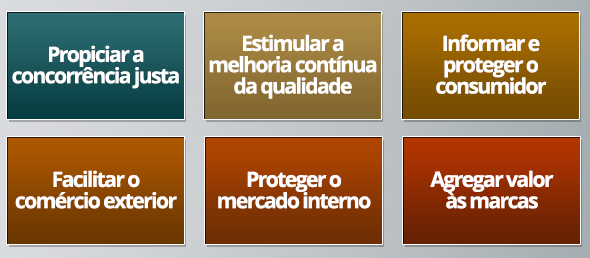 Propiciar a
concorrência justa
Estimular a
melhoria contínua
da qualidade
Informar e
proteger o
consumidor
Facilitar o
comércio exterior
Proteger o
mercado interno
Agregar valor
às marcas